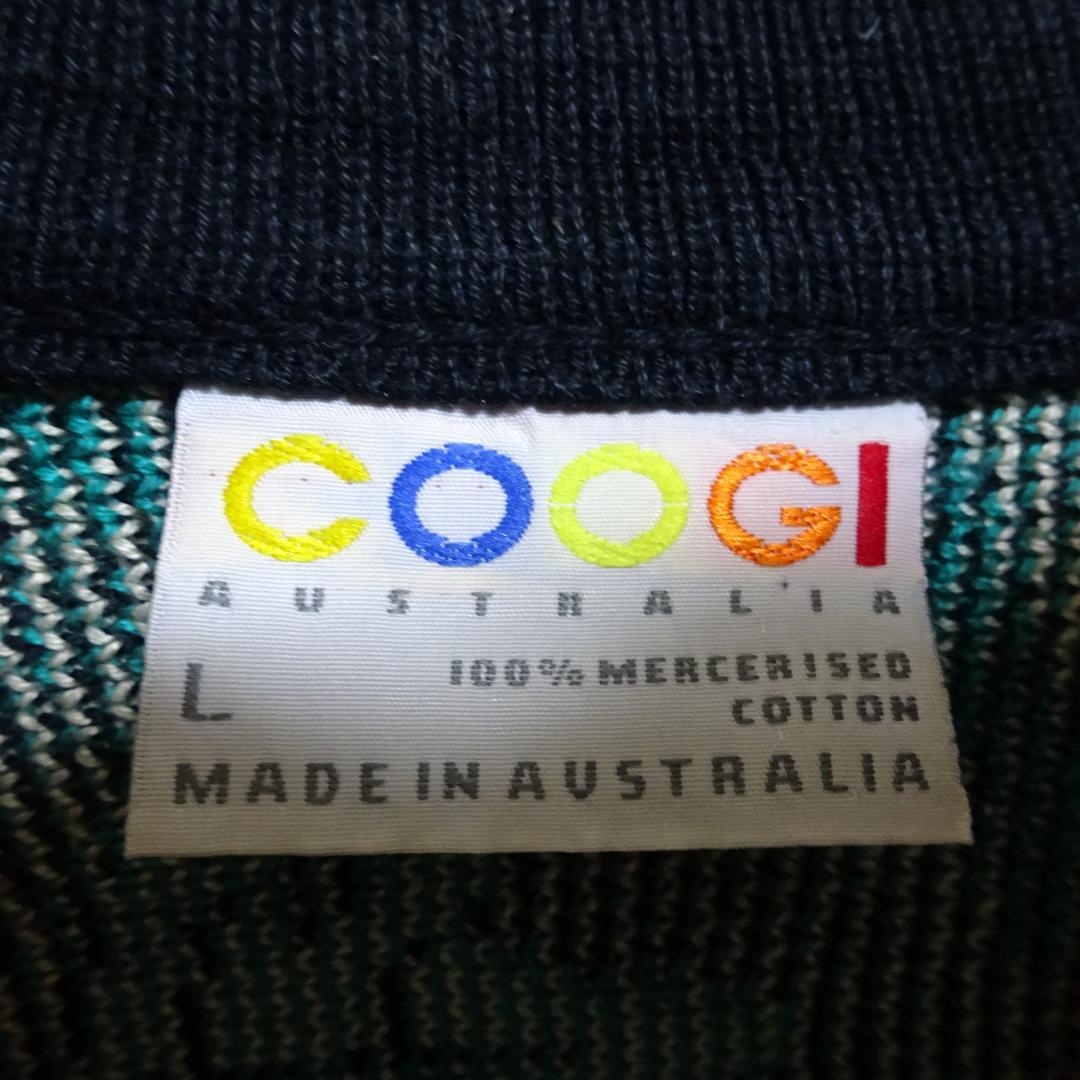 COOGI
AUSTRALIA
L 100% MERCERISED
COTTON
MADE IN AUSTRALIA